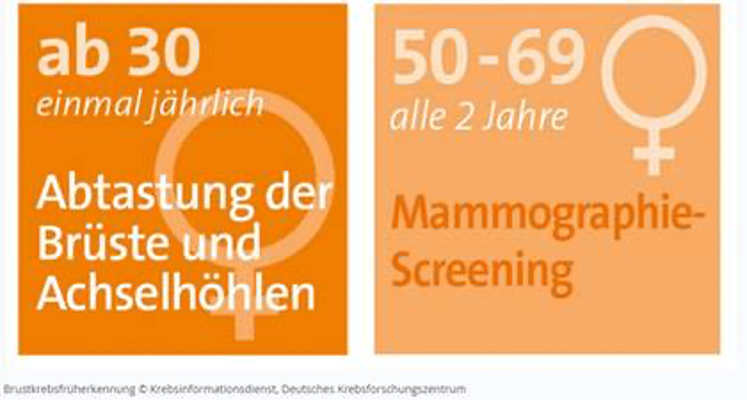 ab 30
einmal jährlich
Abtastung der
Brüste und
Achselhöhlen
50-69
alle 2 Jahre
Mammographie-
Screening
Brustkrebsfrüherkennung © Krebsinformationsdienst, Deutsches Krebsforschungszentrum